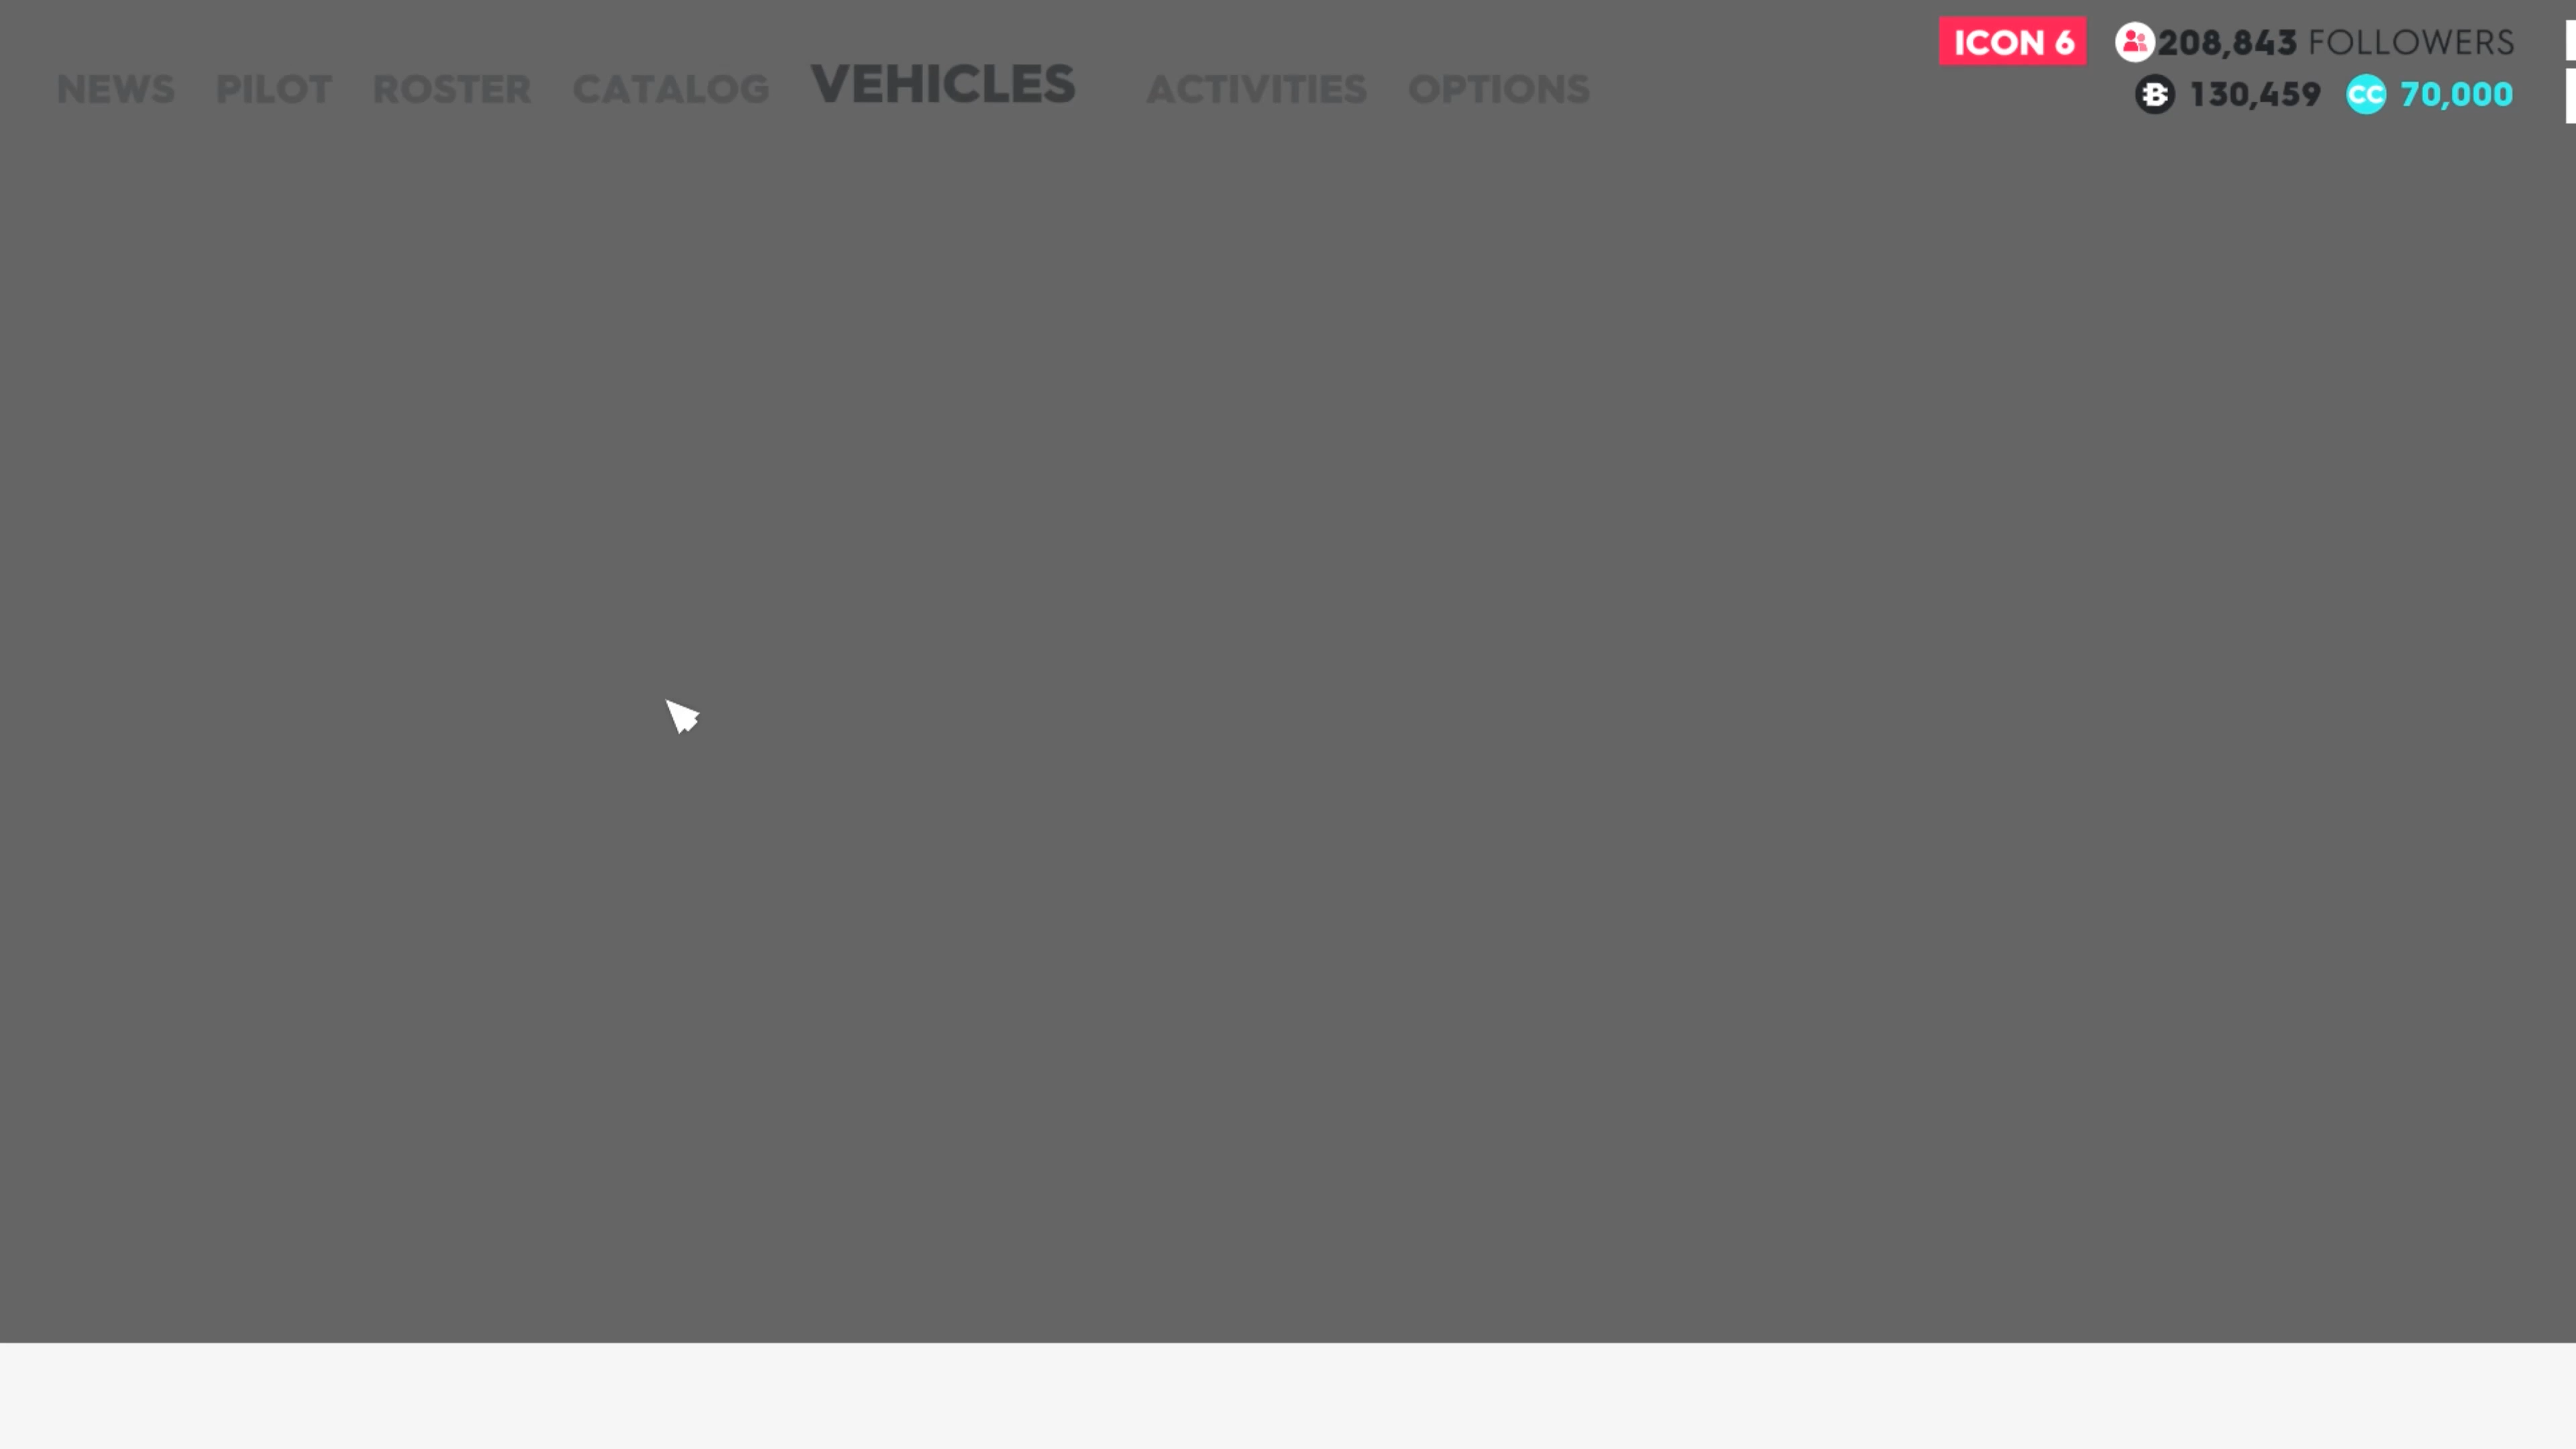 ICON 6 208,843 FOLLOWERS
NEWS PILOT ROSTER CATALOG VEHICLES ACTIVITIES OPTIONS
130,459 CC 70,000